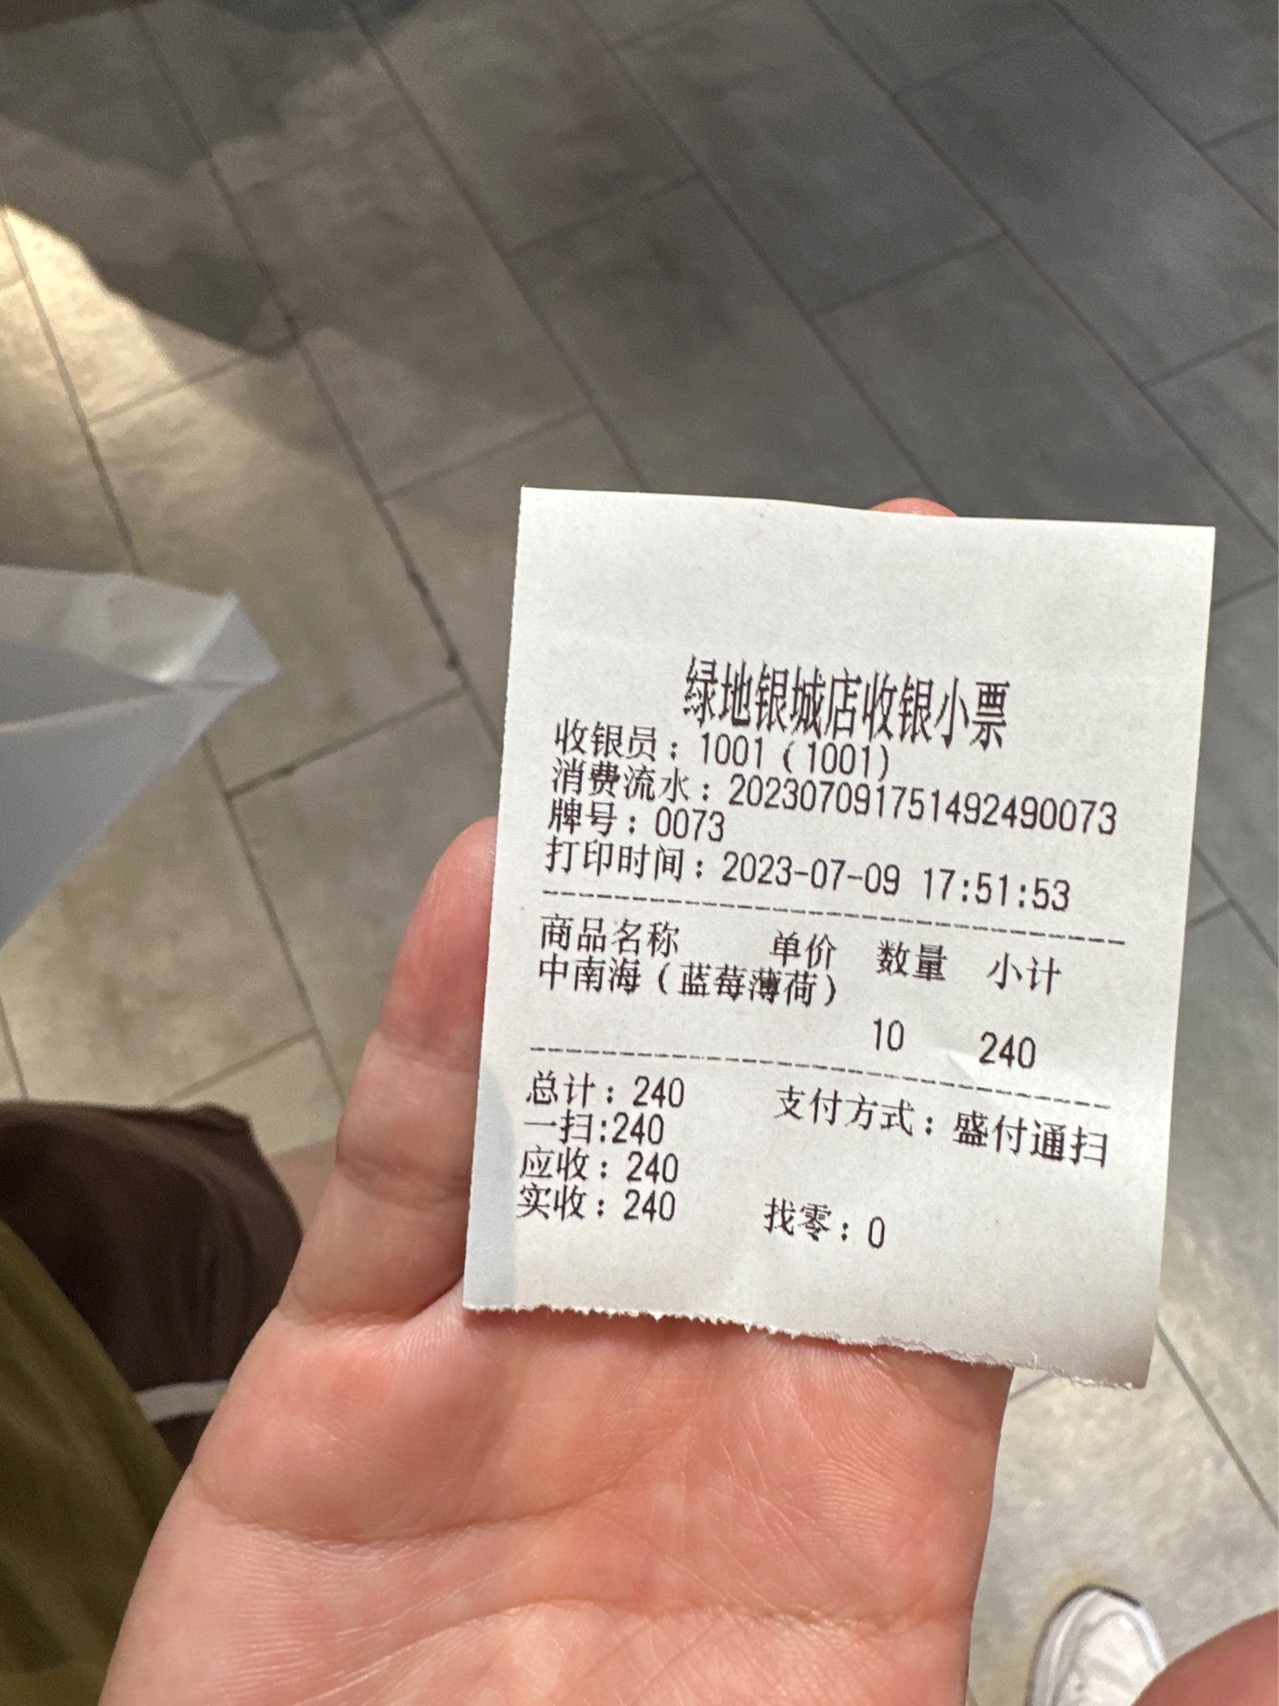 绿地银城店收银小票
收银员：1001（1001）
消费流水：202307091751492490073
牌号：0073
打印时间：2023-07-09 17:51:53
商品名称 单价 数量 小计
中南海（蓝莓薄荷）
10 240
总计：240 支付方式：盛付通扫
一扫:240
应收：240
实收：240 找零：0